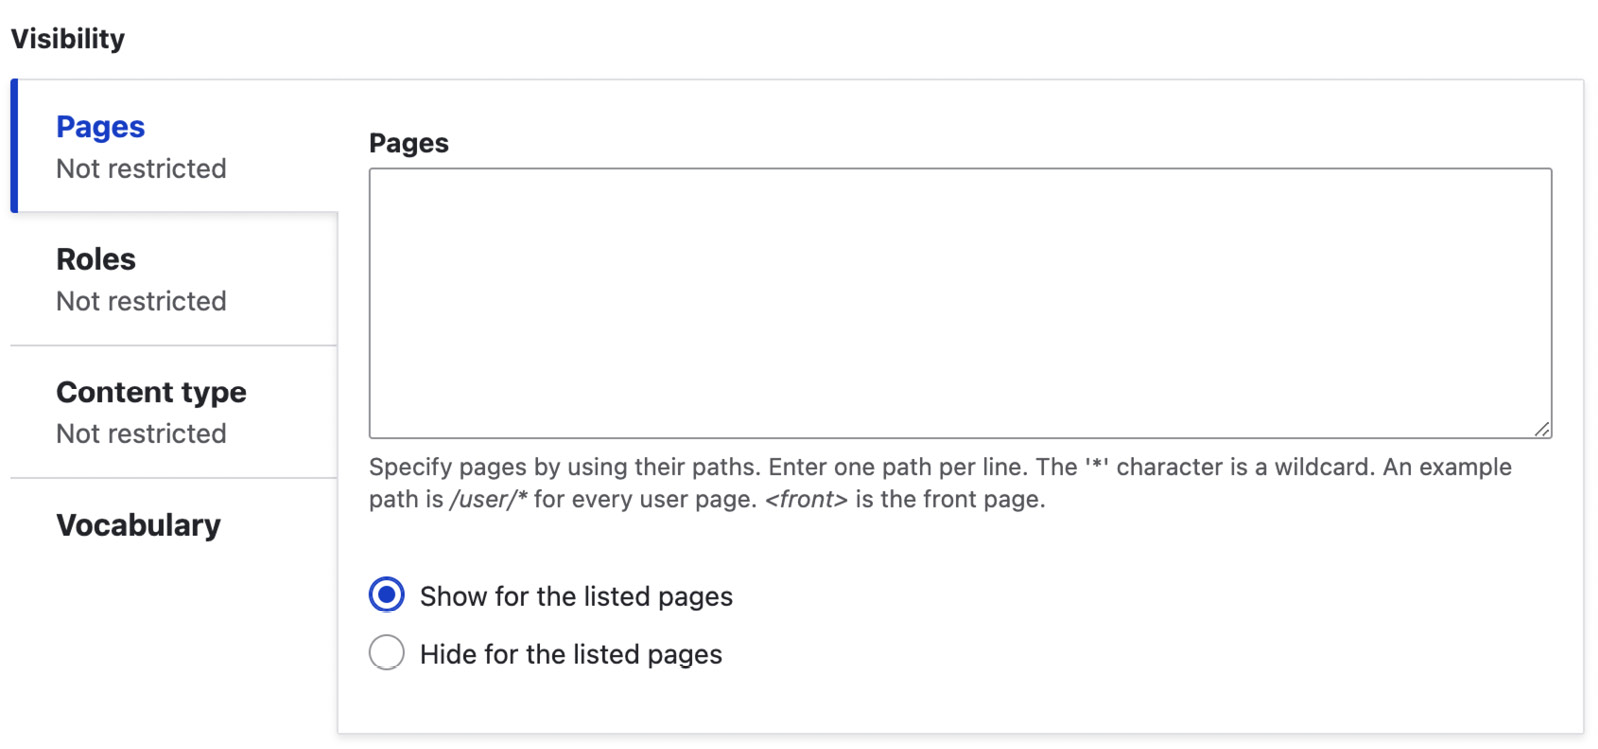 Visibility
Pages
Not restricted
Roles
Not restricted
Content type
Not restricted
Vocabulary
Pages
Specify pages by using their paths. Enter one path per line. The '*' character is a wildcard. An example
path is /user/* for every user page. <front> is the front page.
Show for the listed pages
Hide for the listed pages